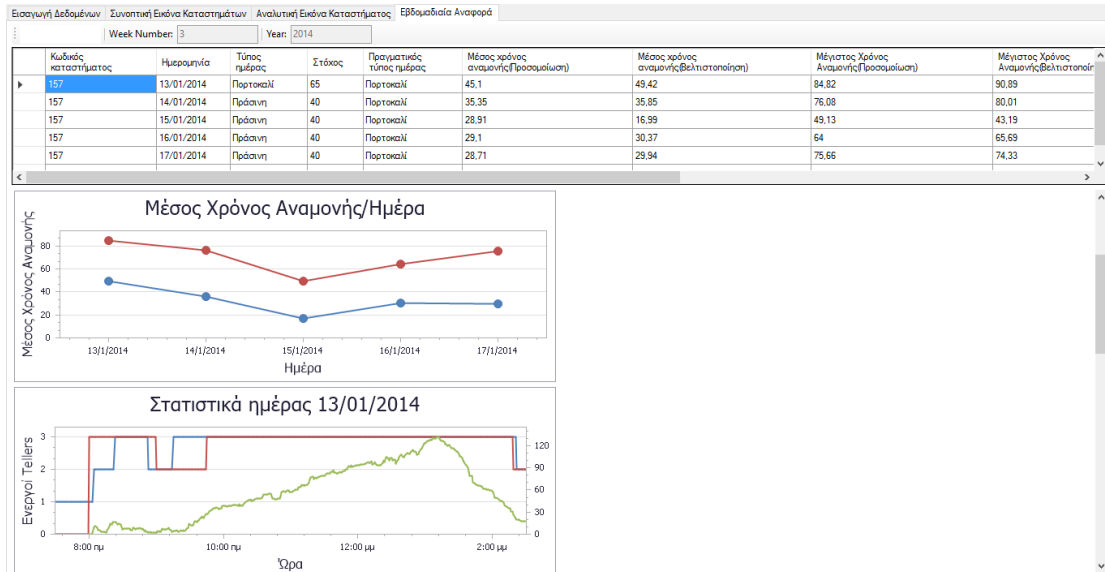 Εισαγωγή Δεδομένων Συνοπτική Εικόνα Καταστημάτων Αναλυτική Εικόνα Καταστήματος Εβδομαδιαία Αναφορά
Week Number: 3 Year: 2014
Κωδικός καταστήματος Ημερομηνία Τύπος ημέρας Στόχος Πραγματικός τύπος ημέρας Μέσος χρόνος αναμονής(Προσομοίωση) Μέσος χρόνος αναμονής(Βελτιστοποίηση) Μέγιστος Χρόνος Αναμονής(Προσομοίωση) Μέγιστος Χρόνος
157 13/01/2014 Πορτοκαλί 65 Πορτοκαλί 45,1 49,42 84,82 90,89
157 14/01/2014 Πράσινη 40 Πορτοκαλί 35,35 35,85 76,08 80,01
157 15/01/2014 Πράσινη 40 Πορτοκαλί 28,91 16,99 49,13 43,19
157 16/01/2014 Πράσινη 40 Πορτοκαλί 29,1 30,37 64 65,69
157 17/01/2014 Πράσινη 40 Πορτοκαλί 28,71 29,94 75,66 74,33
Μέσος Χρόνος Αναμονής/Ημέρα
Μέσος Χρόνος Αναμονής
80
60
40
20
0
13/1/2014 14/1/2014 15/1/2014 16/1/2014 17/1/2014
Ημέρα
Στατιστικά ημέρας 13/01/2014
Ενεργοί Tellers
3
2
1
0
120
90
60
30
0
8:00 πμ 10:00 πμ 12:00 μμ 2:00 μμ
Ώρα